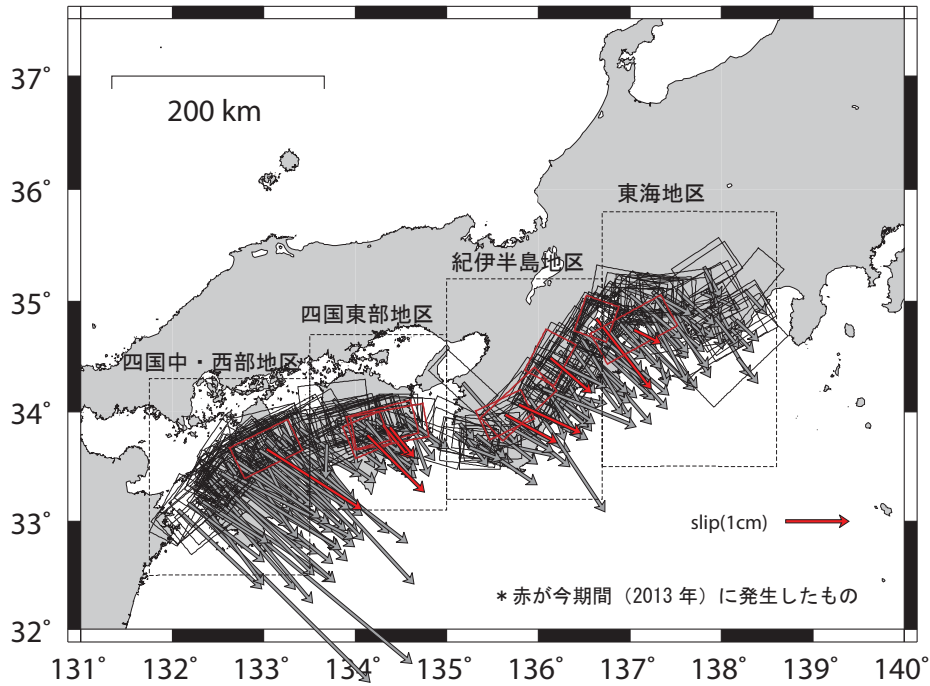 37°
36°
35°
34°
33°
32°
200 km
東海地区
紀伊半島地区
四国東部地区
四国中・西部地区
slip(1cm)
＊赤が今期間（2013 年）に発生したもの
131° 132° 133° 134° 135° 136° 137° 138° 139° 140°